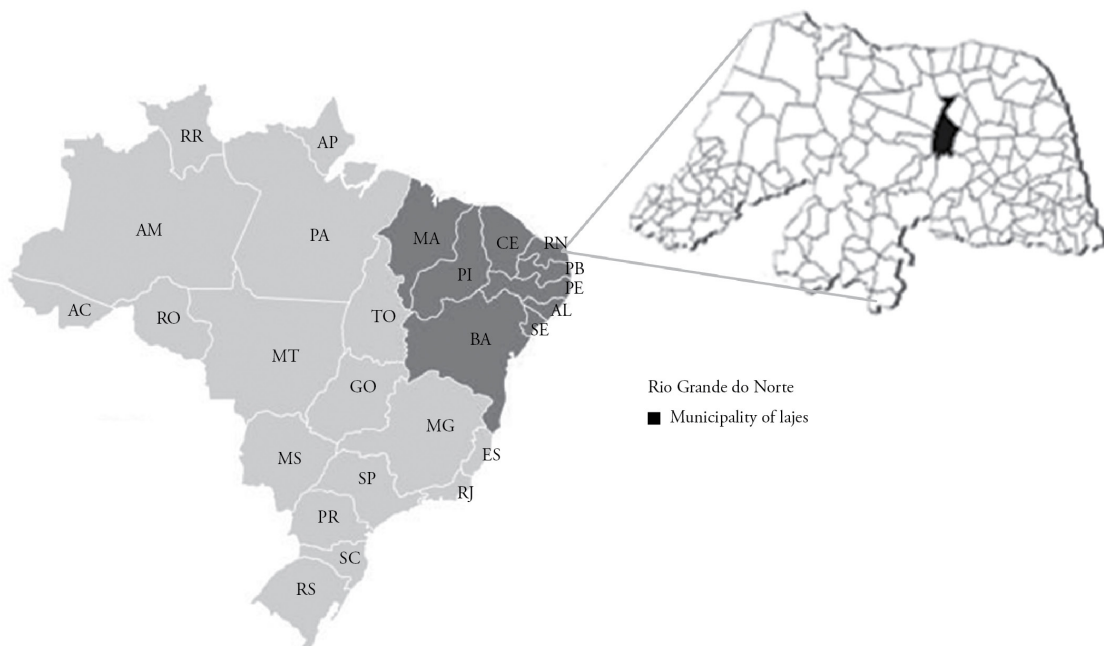 RR
AP
AM
PA
MA
CE
RN
PI
PB
PE
AC
RO
TO
AL
SE
BA
MT
GO
MG
MS
ES
SP
RJ
PR
SC
RS
Rio Grande do Norte
Municipality of lajes